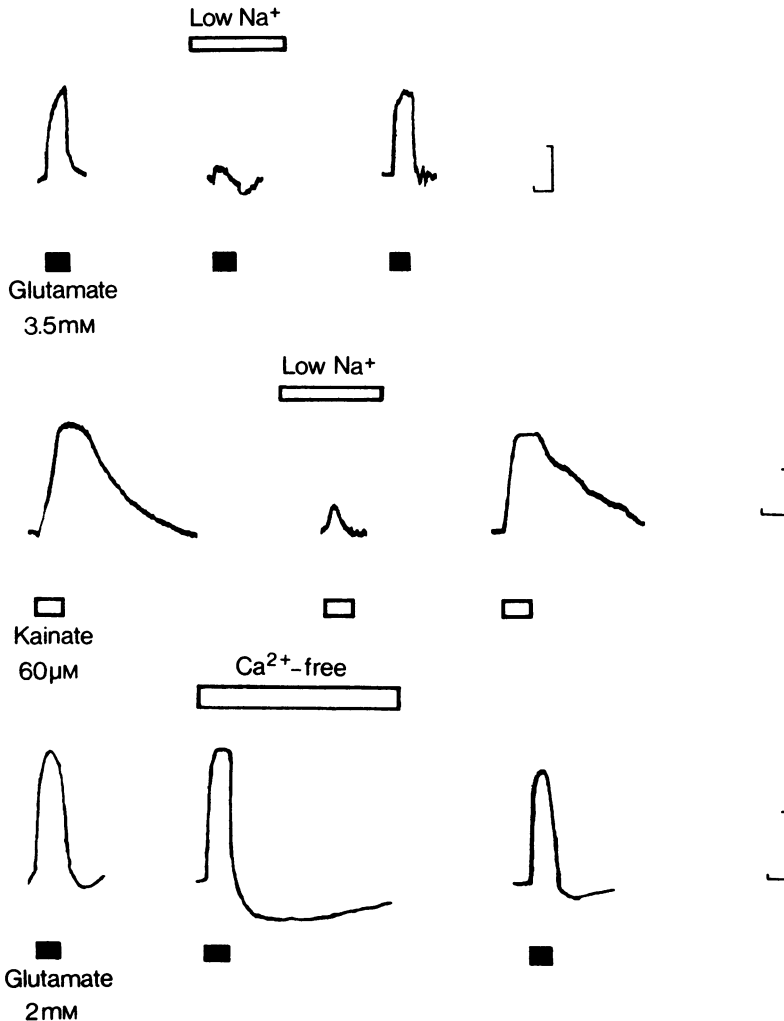 Low Na⁺
Glutamate
3.5mM
Low Na⁺
Kainate
60µM
Ca²⁺-free
Glutamate
2mM